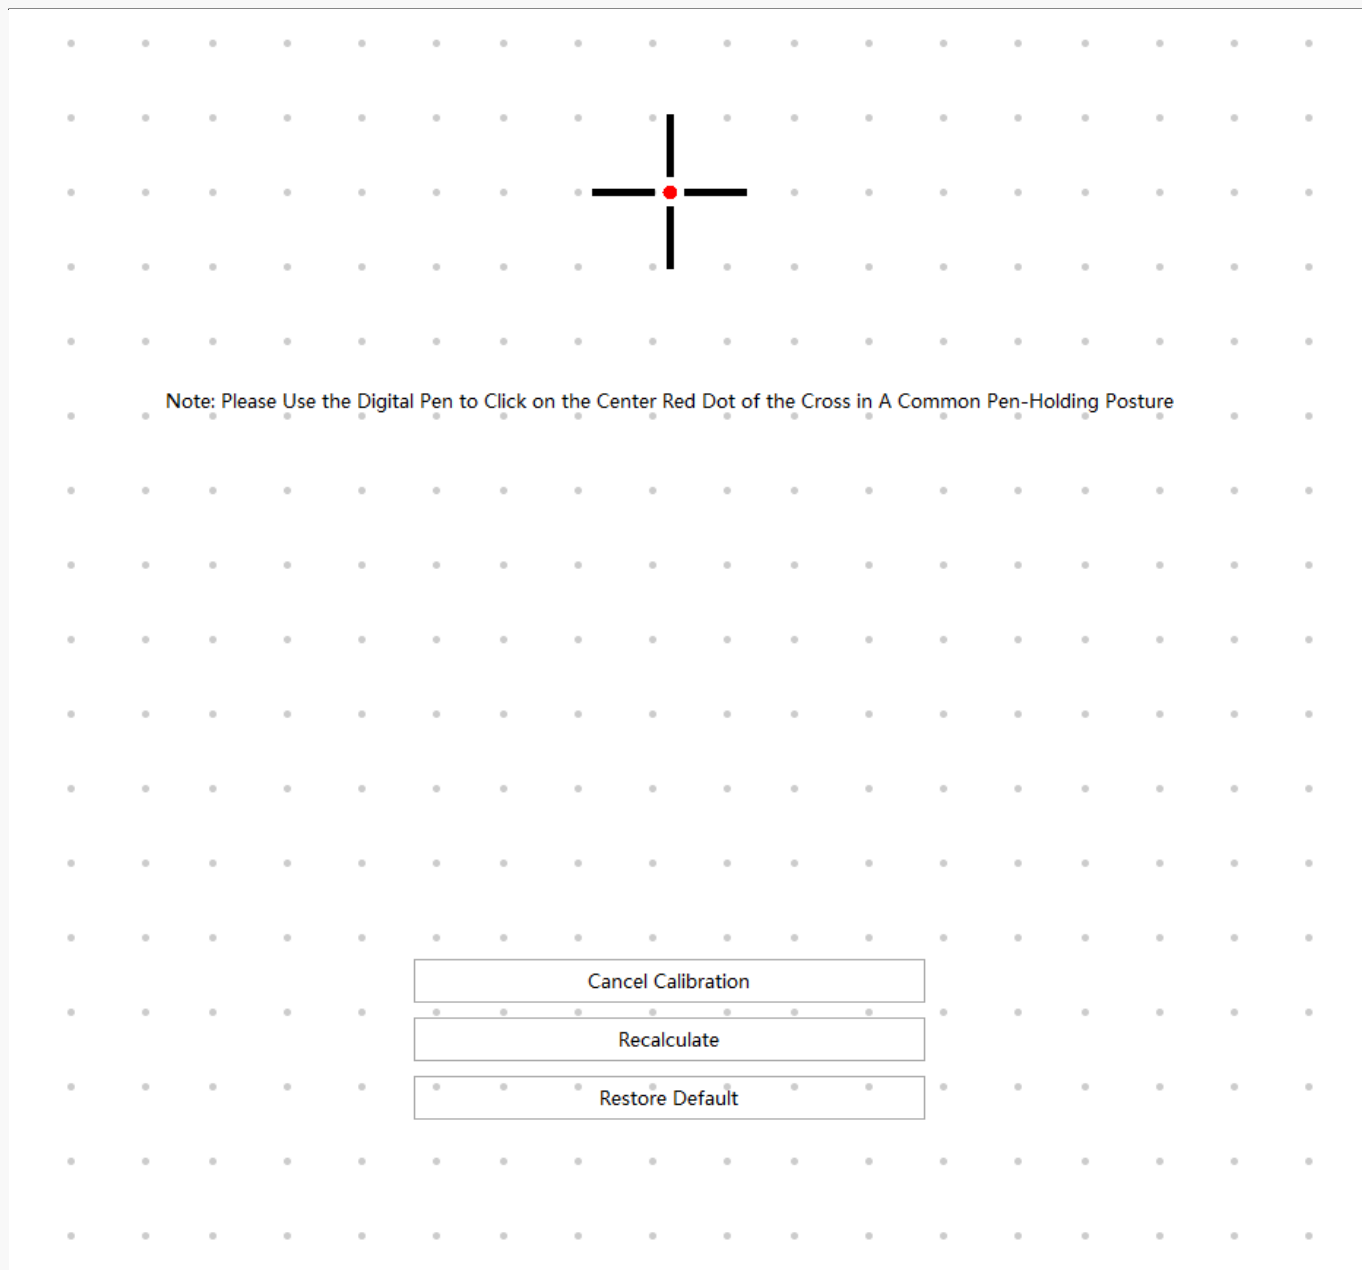 Note: Please Use the Digital Pen to Click on the Center Red Dot of the Cross in A Common Pen-Holding Posture
Cancel Calibration
Recalculate
Restore Default